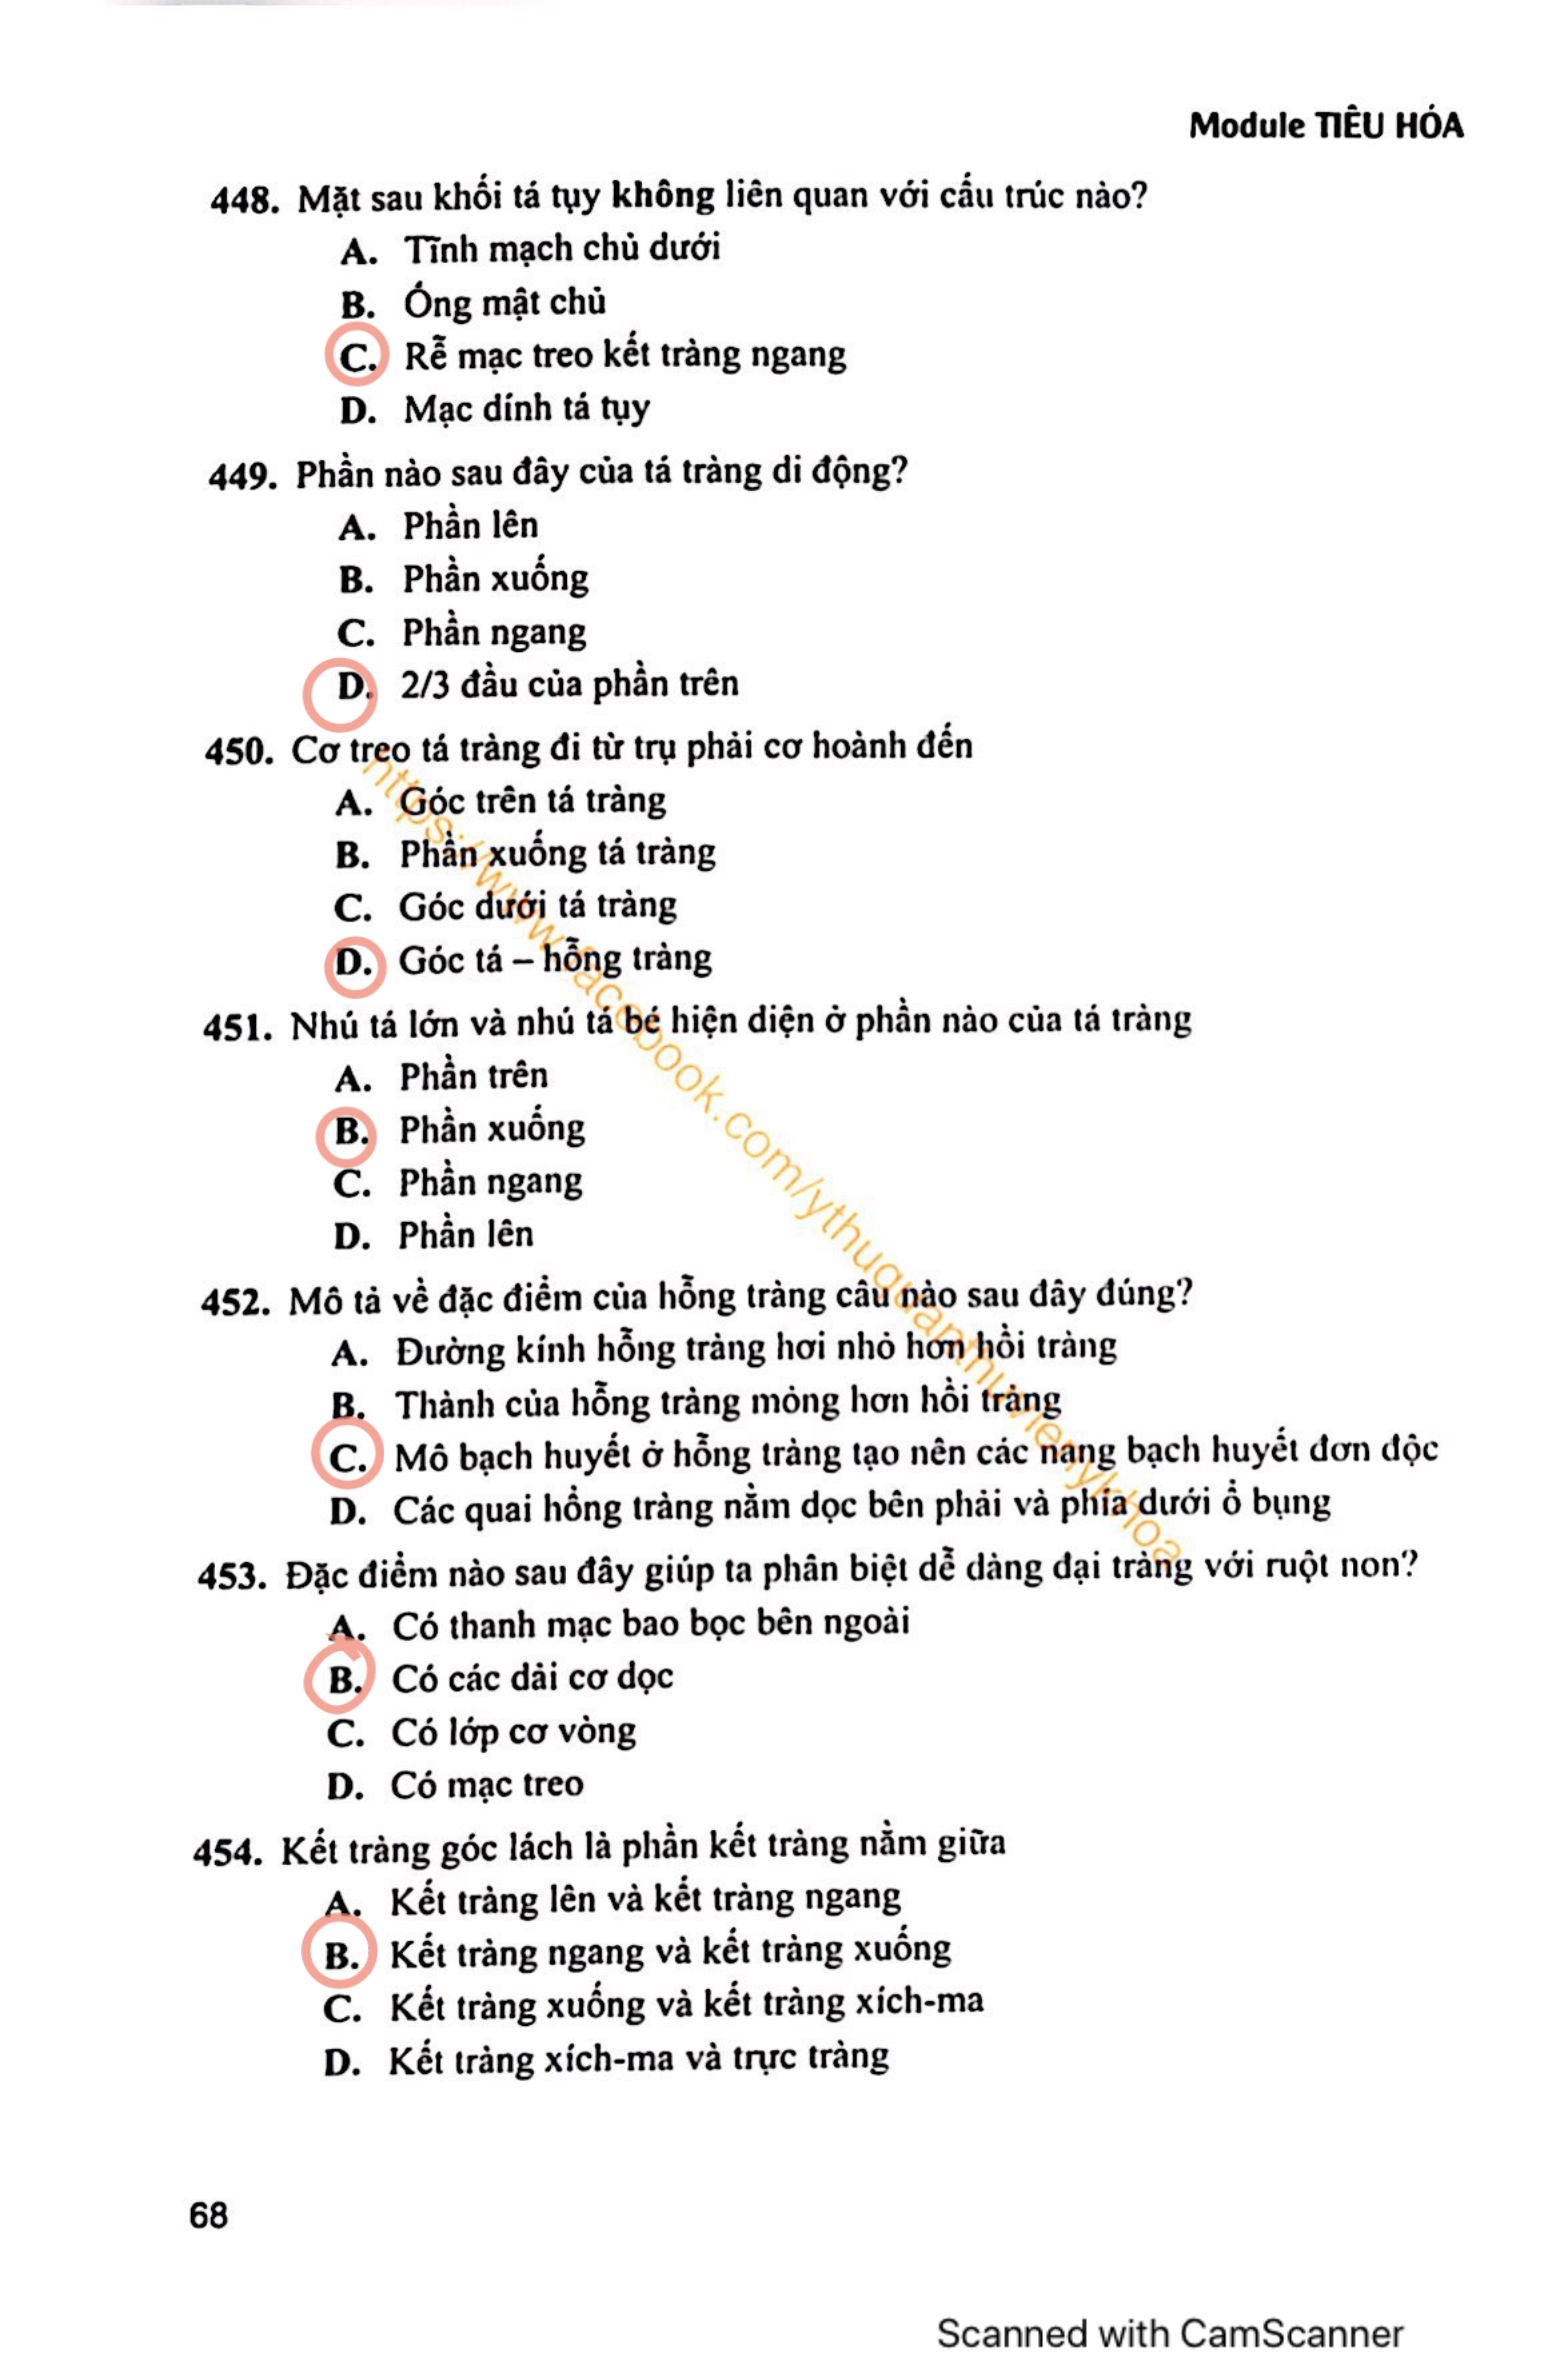 Module TIÊU HÓA
448. Mặt sau khối tá tụy không liên quan với cấu trúc nào?
A. Tĩnh mạch chủ dưới
B. Ống mật chủ
C. Rễ mạc treo kết tràng ngang
D. Mạc dính tá tụy
449. Phần nào sau đây của tá tràng di động?
A. Phần lên
B. Phần xuống
C. Phần ngang
D. 2/3 đầu của phần trên
450. Cơ treo tá tràng đi từ trụ phải cơ hoành đến
A. Góc trên tá tràng
B. Phần xuống tá tràng
C. Góc dưới tá tràng
D. Góc tá – hỗng tràng
451. Nhú tá lớn và nhú tá bé hiện diện ở phần nào của tá tràng
A. Phần trên
B. Phần xuống
C. Phần ngang
D. Phần lên
452. Mô tả về đặc điểm của hỗng tràng câu nào sau đây đúng?
A. Đường kính hỗng tràng hơi nhỏ hơn hồi tràng
B. Thành của hỗng tràng mỏng hơn hồi tràng
C. Mô bạch huyết ở hỗng tràng tạo nên các nang bạch huyết đơn độc
D. Các quai hồng tràng nằm dọc bên phải và phía dưới ổ bụng
453. Đặc điểm nào sau đây giúp ta phân biệt dễ dàng đại tràng với ruột non?
A. Có thanh mạc bao bọc bên ngoài
B. Có các dải cơ dọc
C. Có lớp cơ vòng
D. Có mạc treo
454. Kết tràng góc lách là phần kết tràng nằm giữa
A. Kết tràng lên và kết tràng ngang
B. Kết tràng ngang và kết tràng xuống
C. Kết tràng xuống và kết tràng xích-ma
D. Kết tràng xích-ma và trực tràng
https://www.facebook.com/ythuquanthuvienykhoa
68
Scanned with CamScanner